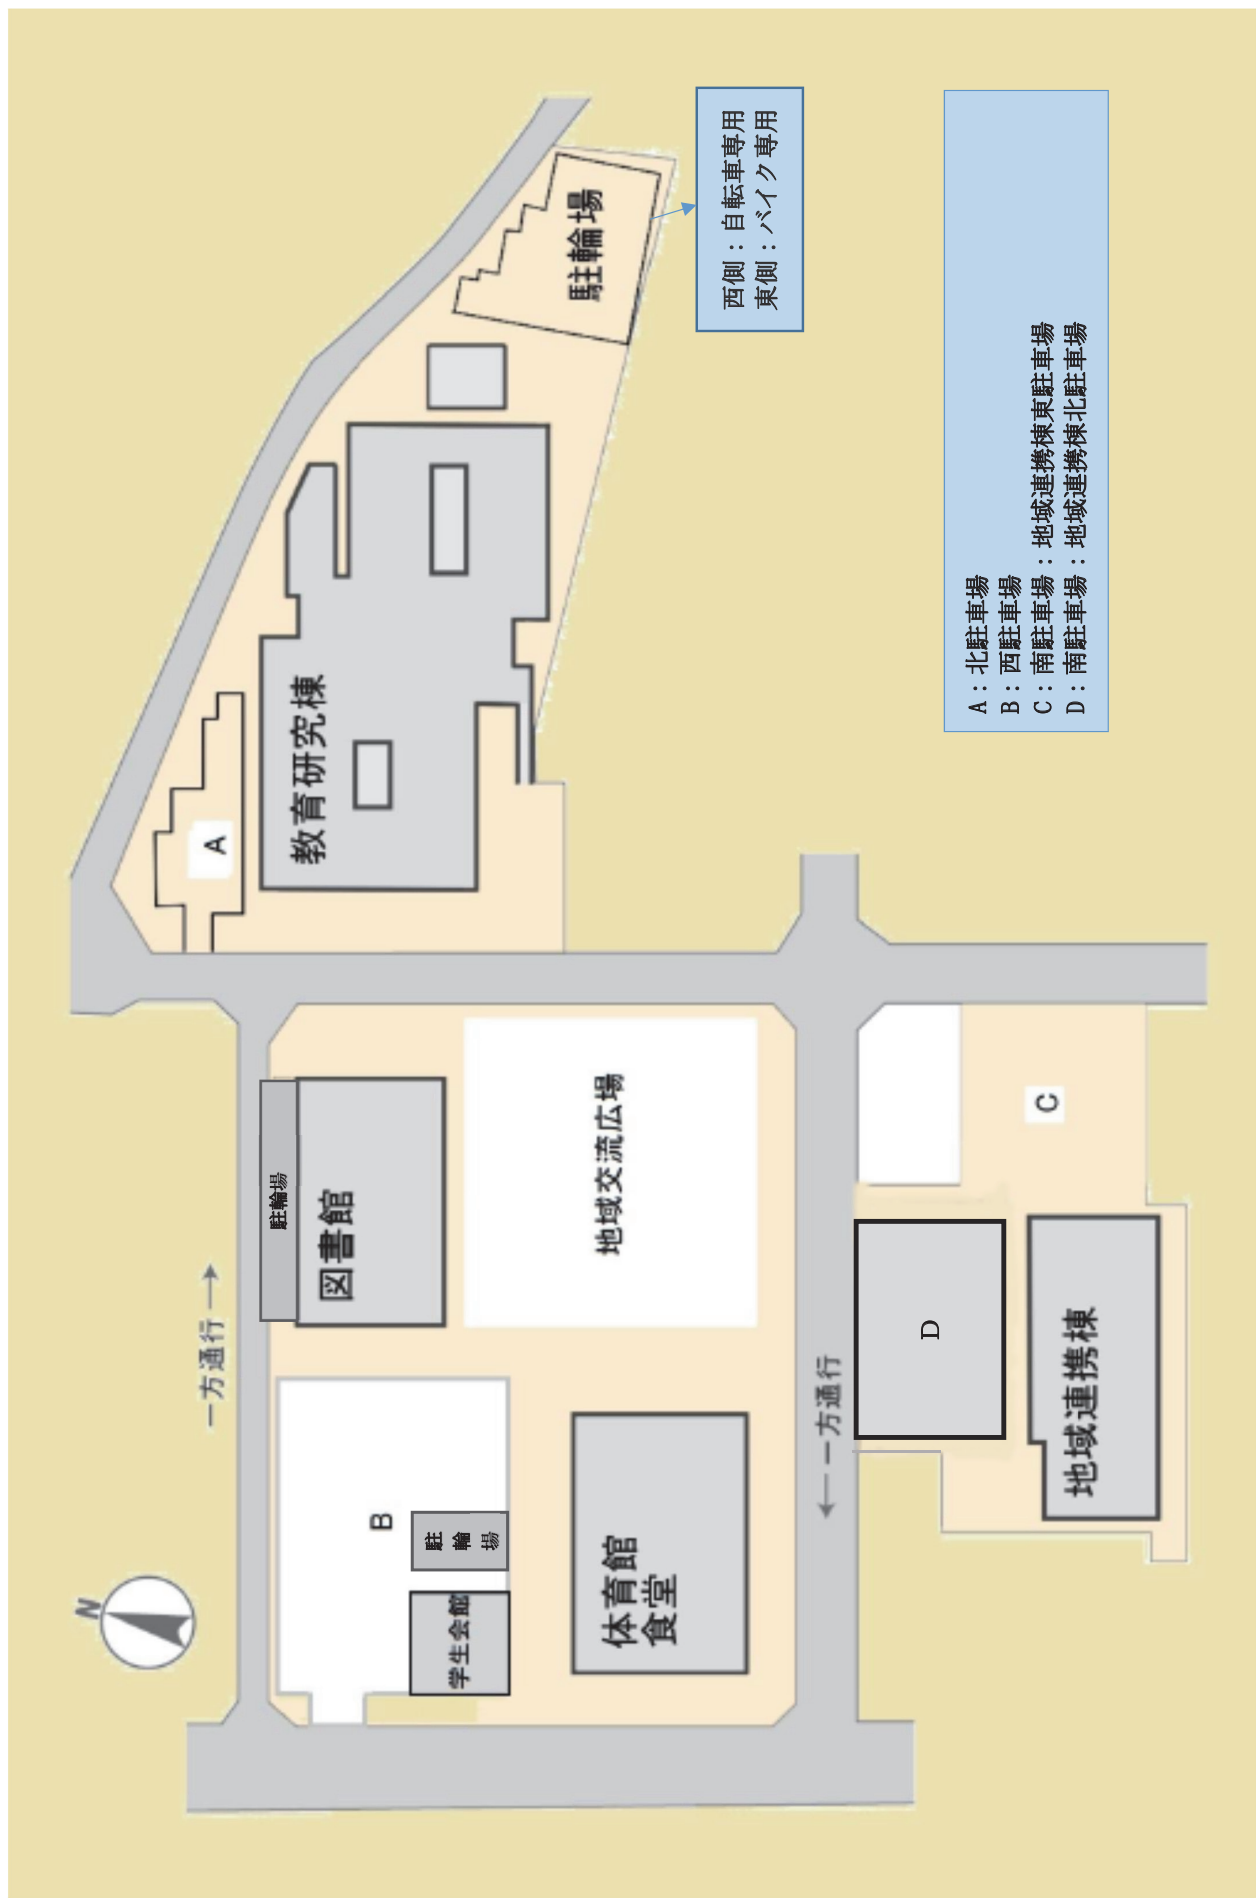 N
一方通行
B
駐
輪
場
学生会館
体育館
食堂
駐輪場
図書館
地域交流広場
一方通行
D
地域連携棟
C
A
教育研究棟
駐輪場
西側：自転車専用
東側：バイク専用
A：北駐車場
B：西駐車場
C：南駐車場：地域連携棟東駐車場
D：南駐車場：地域連携棟北駐車場